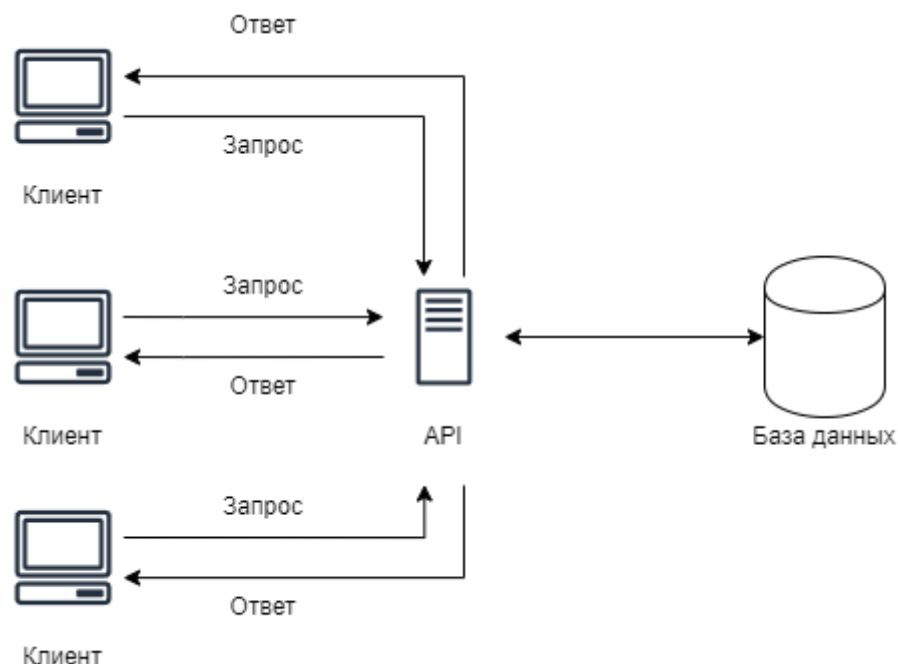 Ответ
Запрос
Клиент
Запрос
Ответ
Клиент
API
База данных
Запрос
Ответ
Клиент